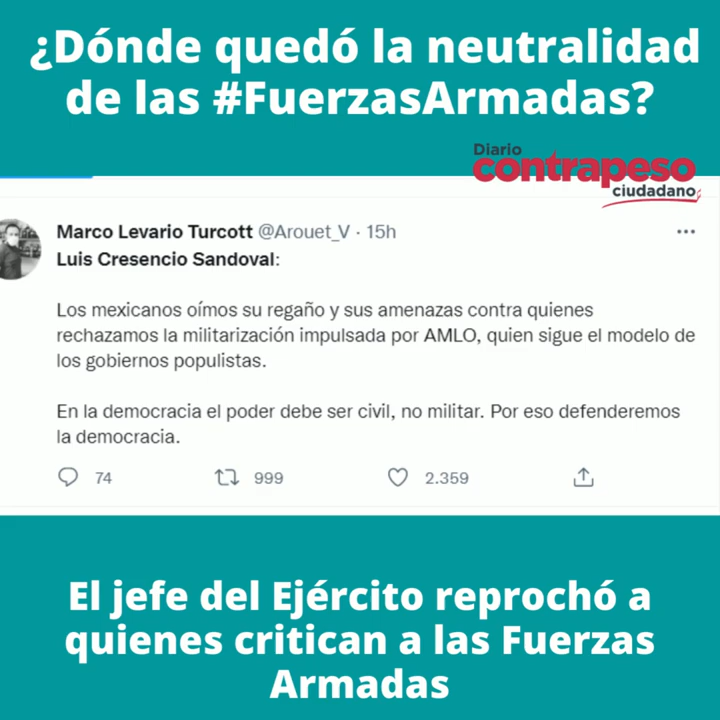 ¿Dónde quedó la neutralidad
de las #FuerzasArmadas?
Diario
contrapeso
ciudadano
Marco Levario Turcott @Arouet_V · 15h
Luis Cresencio Sandoval:
Los mexicanos oímos su regaño y sus amenazas contra quienes
rechazamos la militarización impulsada por AMLO, quien sigue el modelo de
los gobiernos populistas.
En la democracia el poder debe ser civil, no militar. Por eso defenderemos
la democracia.
74 999 2.359
El jefe del Ejército reprochó a
quienes critican a las Fuerzas
Armadas